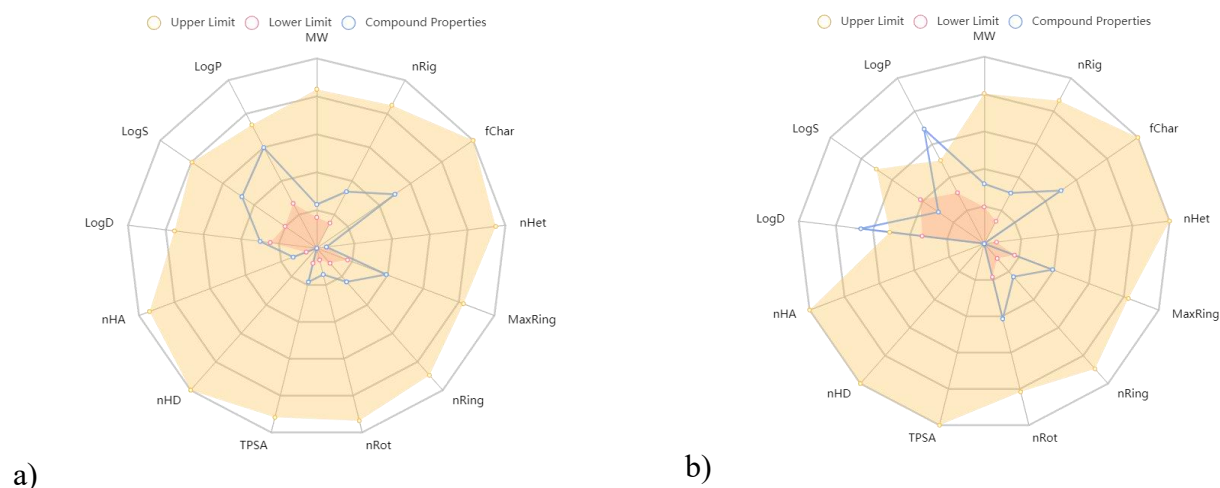 Upper Limit Lower Limit Compound Properties
MW
nRig
fChar
nHet
MaxRing
nRing
nRot
TPSA
nHD
nHA
LogD
LogS
LogP
a)
Upper Limit Lower Limit Compound Properties
MW
nRig
fChar
nHet
MaxRing
nRing
nRot
TPSA
nHD
nHA
LogD
LogS
LogP
b)